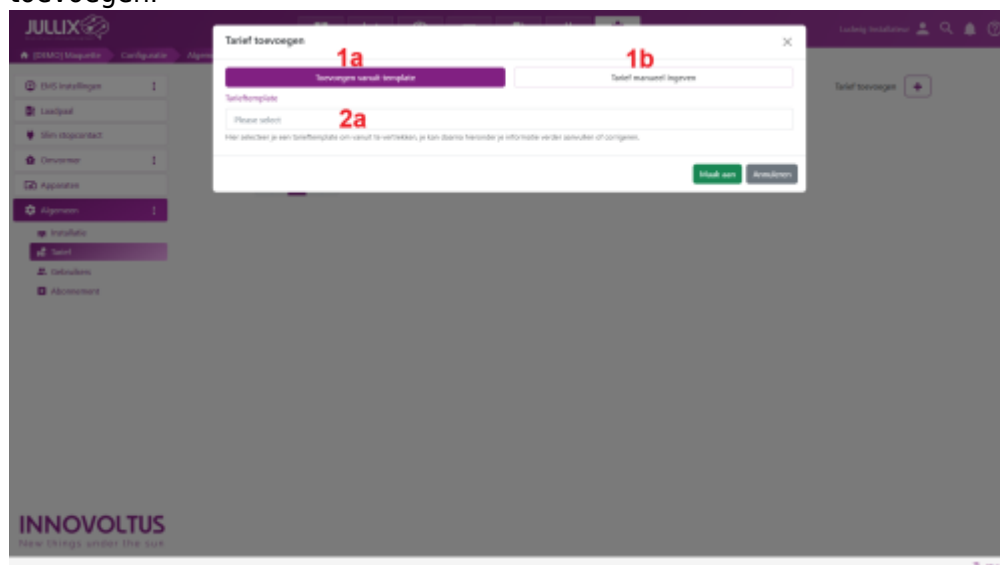 toevoegen.
JULLIX
Tarief toevoegen
Ludwig Installateur
[DEMO] Maquette
Configuratie
1a
1b
Toevoegen vanuit template
Tarief manueel ingeven
EMS Instellingen
Tarief toevoegen
Tarieftemplate
Laadpaal
Please select
2a
Hier selecteer je een tarieftemplate om vanuit te vertrekken, je kan daarna hieronder je informatie verder aanvullen of corrigeren.
Slim stopcontact
Omvormer
Maak aan
Annuleren
Apparaten
Algemeen
Installatie
Tarief
Gebruikers
Abonnement
INNOVOLTUS
New things under the sun